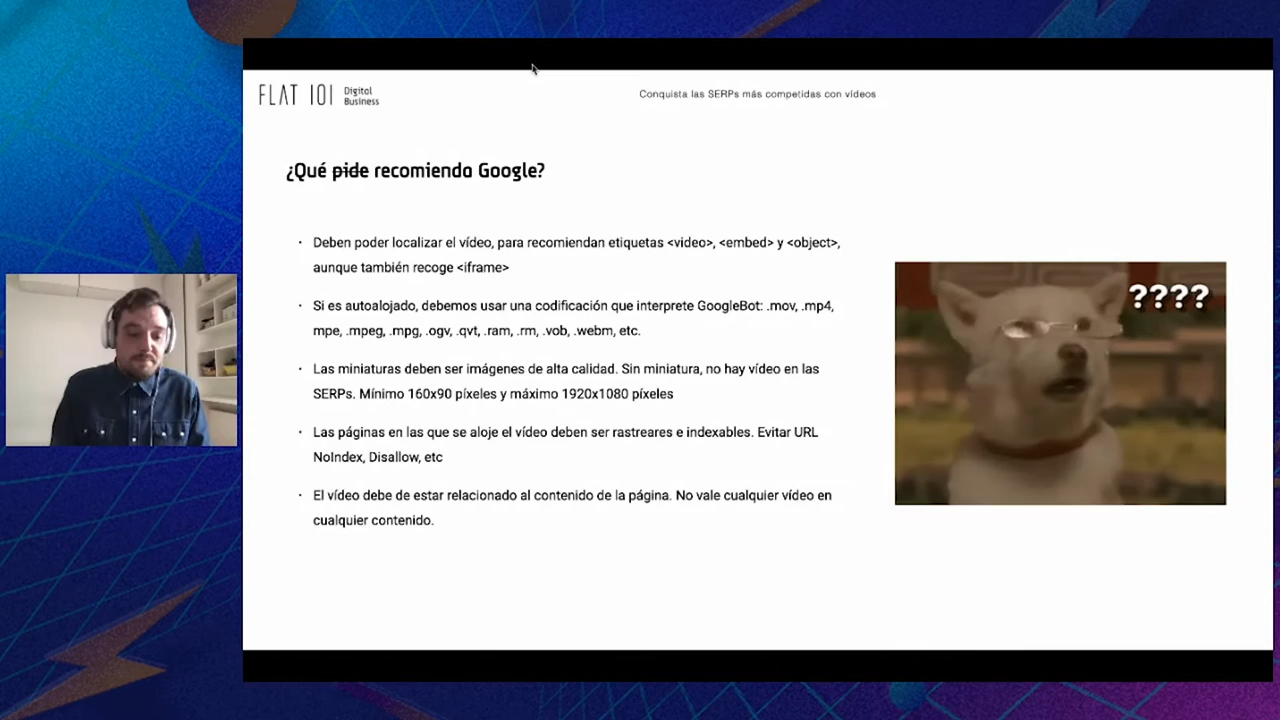 FLAT 101 Digital Business
Conquista las SERPs más competidas con vídeos
¿Qué pide recomienda Google?
· Deben poder localizar el vídeo, para recomiendan etiquetas <video>, <embed> y <object>,
aunque también recoge <iframe>
· Si es autoalojado, debemos usar una codificación que interprete GoogleBot: .mov, .mp4,
mpe, .mpeg, .mpg, .ogv, .qvt, .ram, .rm, .vob, .webm, etc.
· Las miniaturas deben ser imágenes de alta calidad. Sin miniatura, no hay vídeo en las
SERPs. Mínimo 160x90 píxeles y máximo 1920x1080 píxeles
· Las páginas en las que se aloje el vídeo deben ser rastreares e indexables. Evitar URL
NoIndex, Disallow, etc
· El vídeo debe de estar relacionado al contenido de la página. No vale cualquier vídeo en
cualquier contenido.
????